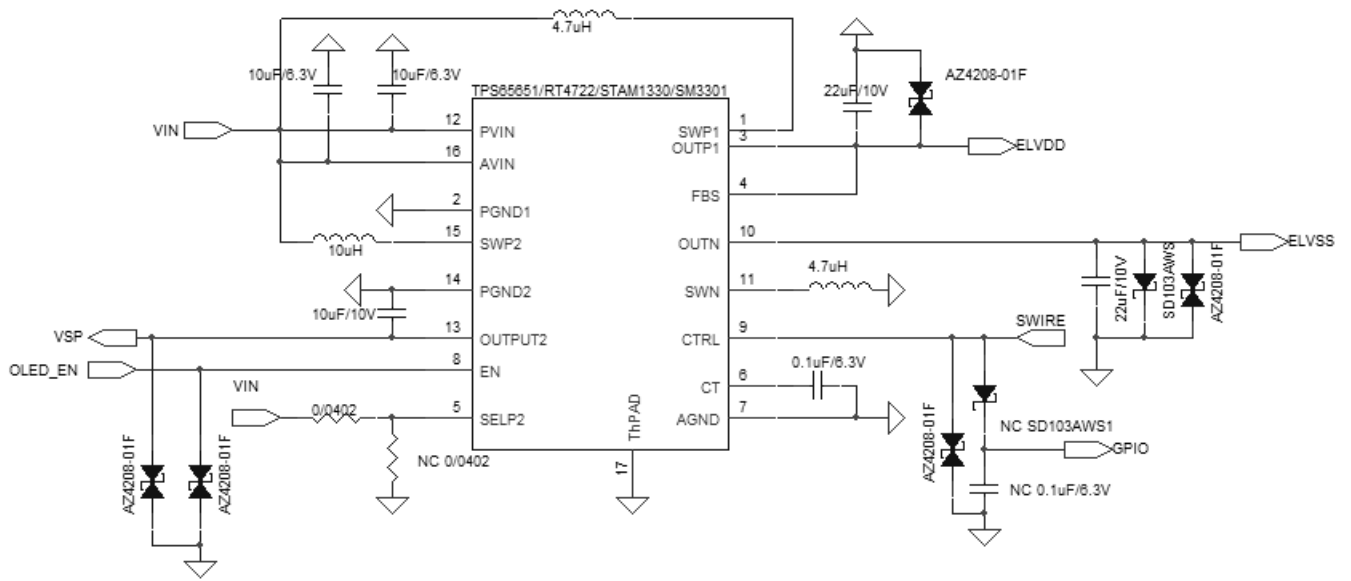 4.7uH
10uF/6.3V
10uF/6.3V
22uF/10V
AZ4208-01F
TPS65651/RT4722/STAM1330/SM3301
VIN
12
PVIN
SWP1
1
OUTP1
3
ELVDD
16
AVIN
FBS
4
2
PGND1
15
SWP2
10uH
OUTN
10
ELVSS
4.7uH
14
PGND2
SWN
11
10uF/10V
22uF/10V
SD103AWS
AZ4208-01F
VSP
13
OUTPUT2
CTRL
9
SWIRE
OLED_EN
8
EN
0.1uF/6.3V
CT
6
VIN
0/0402
5
SELP2
AGND
7
ThPAD
17
NC 0/0402
AZ4208-01F
AZ4208-01F
AZ4208-01F
NC SD103AWS1
GPIO
NC 0.1uF/6.3V